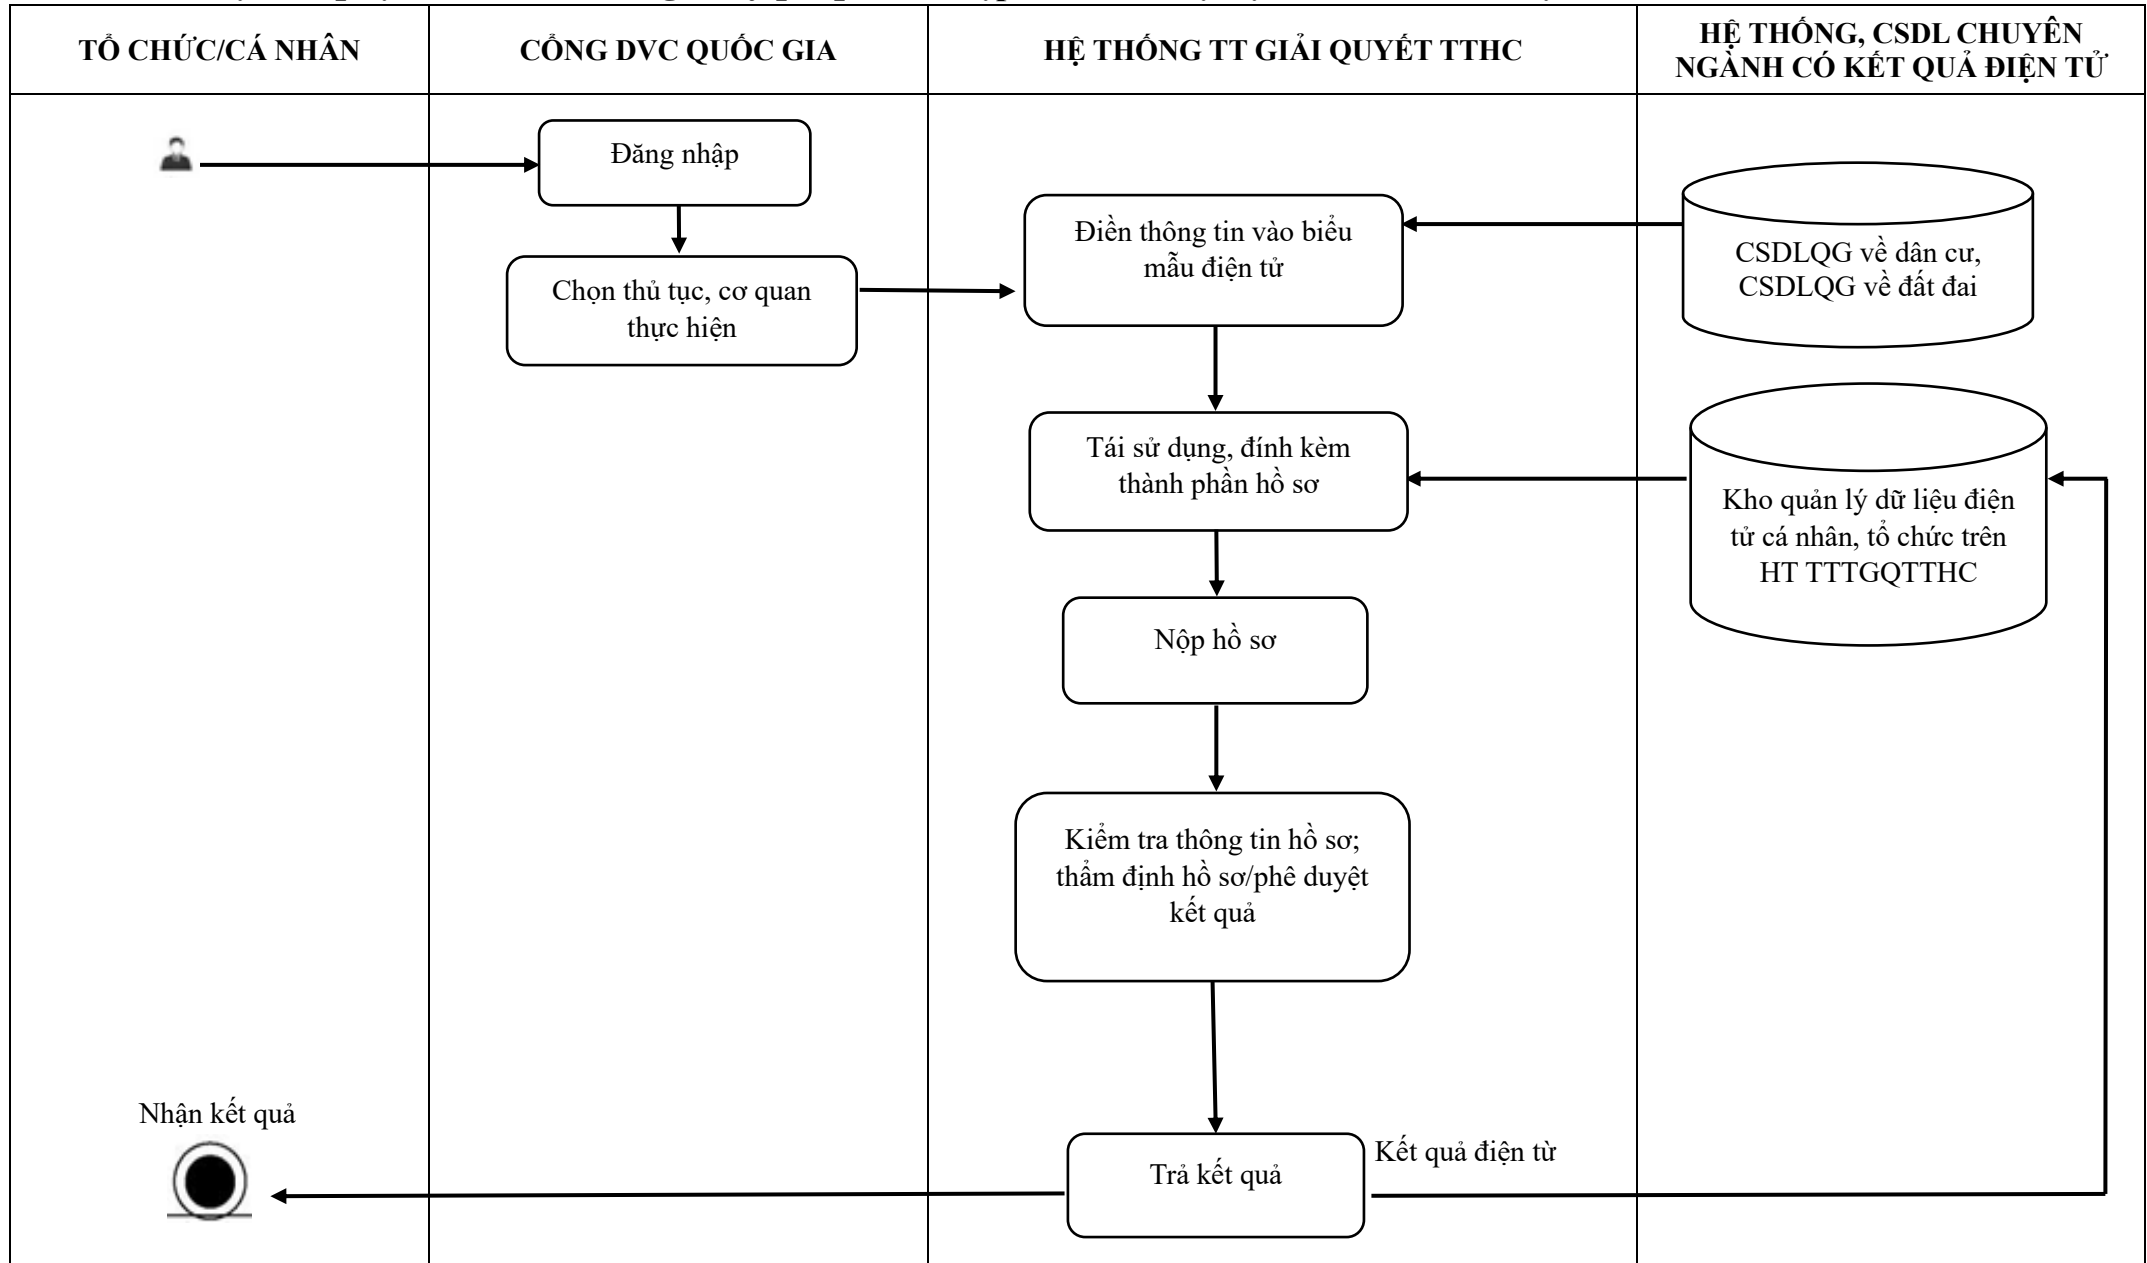 TỔ CHỨC/CÁ NHÂN
CỔNG DVC QUỐC GIA
HỆ THỐNG TT GIẢI QUYẾT TTHC
HỆ THỐNG, CSDL CHUYÊN
NGÀNH CÓ KẾT QUẢ ĐIỆN TỬ
Đăng nhập
Chọn thủ tục, cơ quan
thực hiện
Điền thông tin vào biểu
mẫu điện tử
CSDLQG về dân cư,
CSDLQG về đất đai
Tái sử dụng, đính kèm
thành phần hồ sơ
Kho quản lý dữ liệu điện
tử cá nhân, tổ chức trên
HT TTTGQTTHC
Nộp hồ sơ
Kiểm tra thông tin hồ sơ;
thẩm định hồ sơ/phê duyệt
kết quả
Nhận kết quả
Trả kết quả
Kết quả điện từ